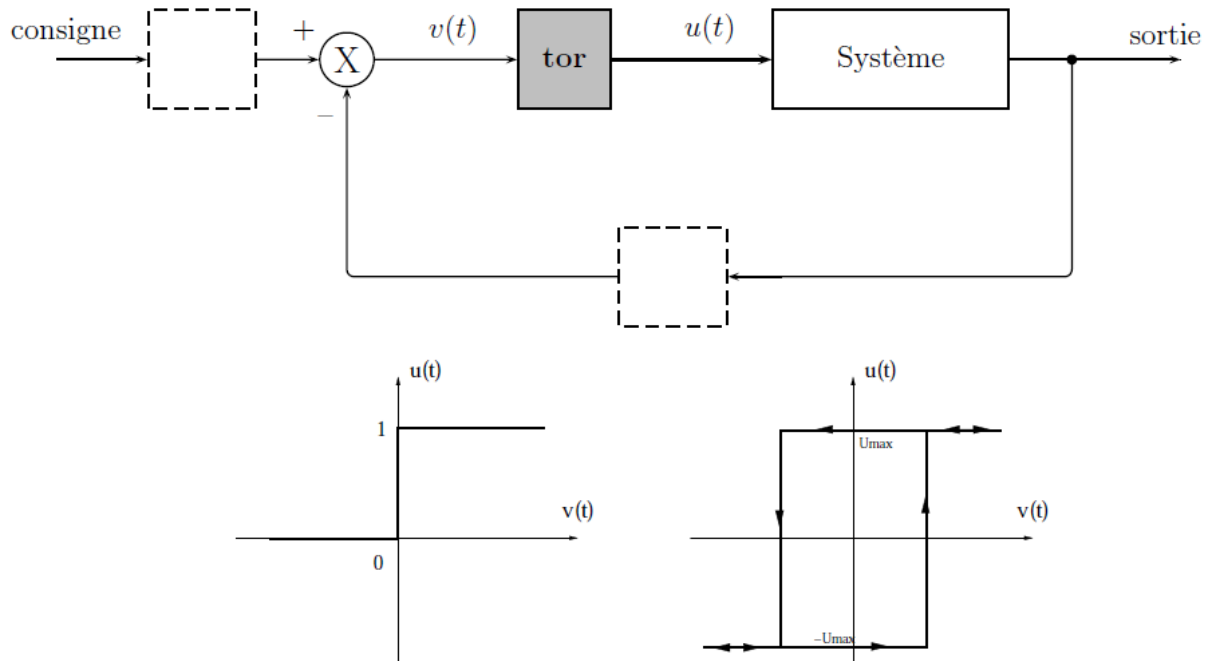 consigne
+
X
v(t)
tor
u(t)
Système
sortie
−
u(t)
1
v(t)
0
u(t)
Umax
v(t)
−Umax